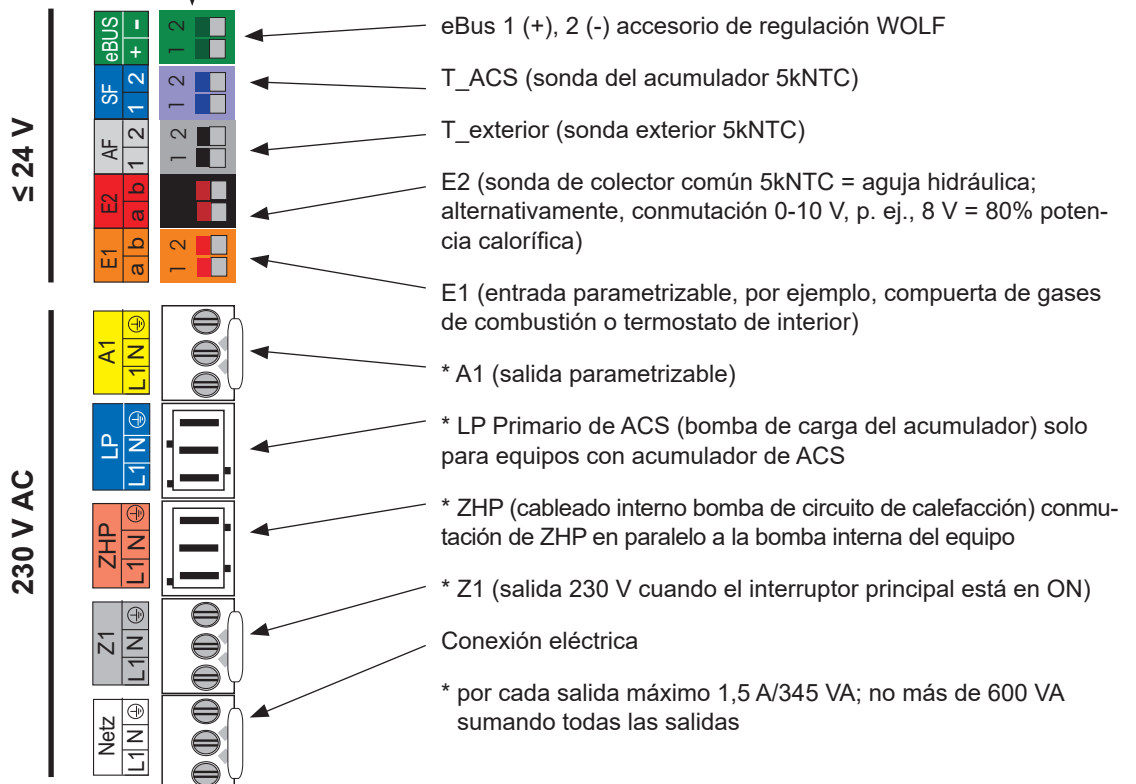 ≤ 24 V
230 V AC
eBUS
+ -
1 2
SF
1 2
1 2
AF
1 2
1 2
E2
a b
E1
a b
1 2
A1
L1 N
LP
L1 N
ZHP
L1 N
Z1
L1 N
Netz
L1 N
eBus 1 (+), 2 (-) accesorio de regulación WOLF
T_ACS (sonda del acumulador 5kNTC)
T_exterior (sonda exterior 5kNTC)
E2 (sonda de colector común 5kNTC = aguja hidráulica;
alternativamente, conmutación 0-10 V, p. ej., 8 V = 80% poten-
cia calorífica)
E1 (entrada parametrizable, por ejemplo, compuerta de gases
de combustión o termostato de interior)
* A1 (salida parametrizable)
* LP Primario de ACS (bomba de carga del acumulador) solo
para equipos con acumulador de ACS
* ZHP (cableado interno bomba de circuito de calefacción) conmu-
tación de ZHP en paralelo a la bomba interna del equipo
* Z1 (salida 230 V cuando el interruptor principal está en ON)
Conexión eléctrica
* por cada salida máximo 1,5 A/345 VA; no más de 600 VA
sumando todas las salidas